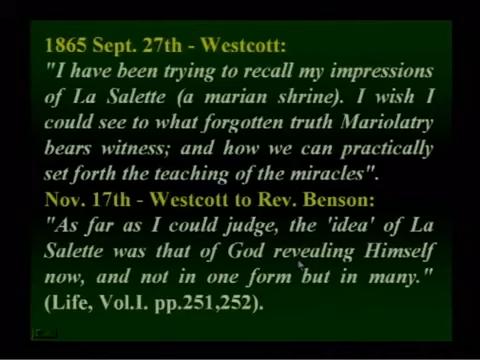 1865 Sept. 27th - Westcott:
"I have been trying to recall my impressions
of La Salette (a marian shrine). I wish I
could see to what forgotten truth Mariolatry
bears witness; and how we can practically
set forth the teaching of the miracles".
Nov. 17th - Westcott to Rev. Benson:
"As far as I could judge, the 'idea' of La
Salette was that of God revealing Himself
now, and not in one form but in many."
(Life, Vol.I. pp.251,252).